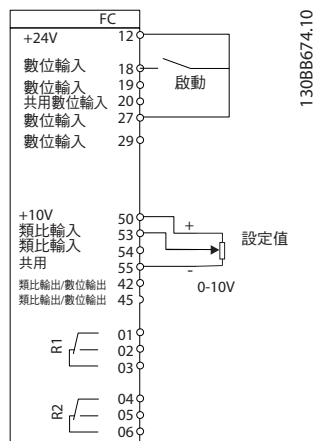 FC
+24V 12
數位輸入 18
數位輸入 19
共用數位輸入 20
數位輸入 27
數位輸入 29
啟動
+10V 50
類比輸入 53
類比輸入 54
共用 55
類比輸出/數位輸出 42
類比輸出/數位輸出 45
+
設定值
-
0-10V
R1
01
02
03
R2
04
05
06
130BB674.10